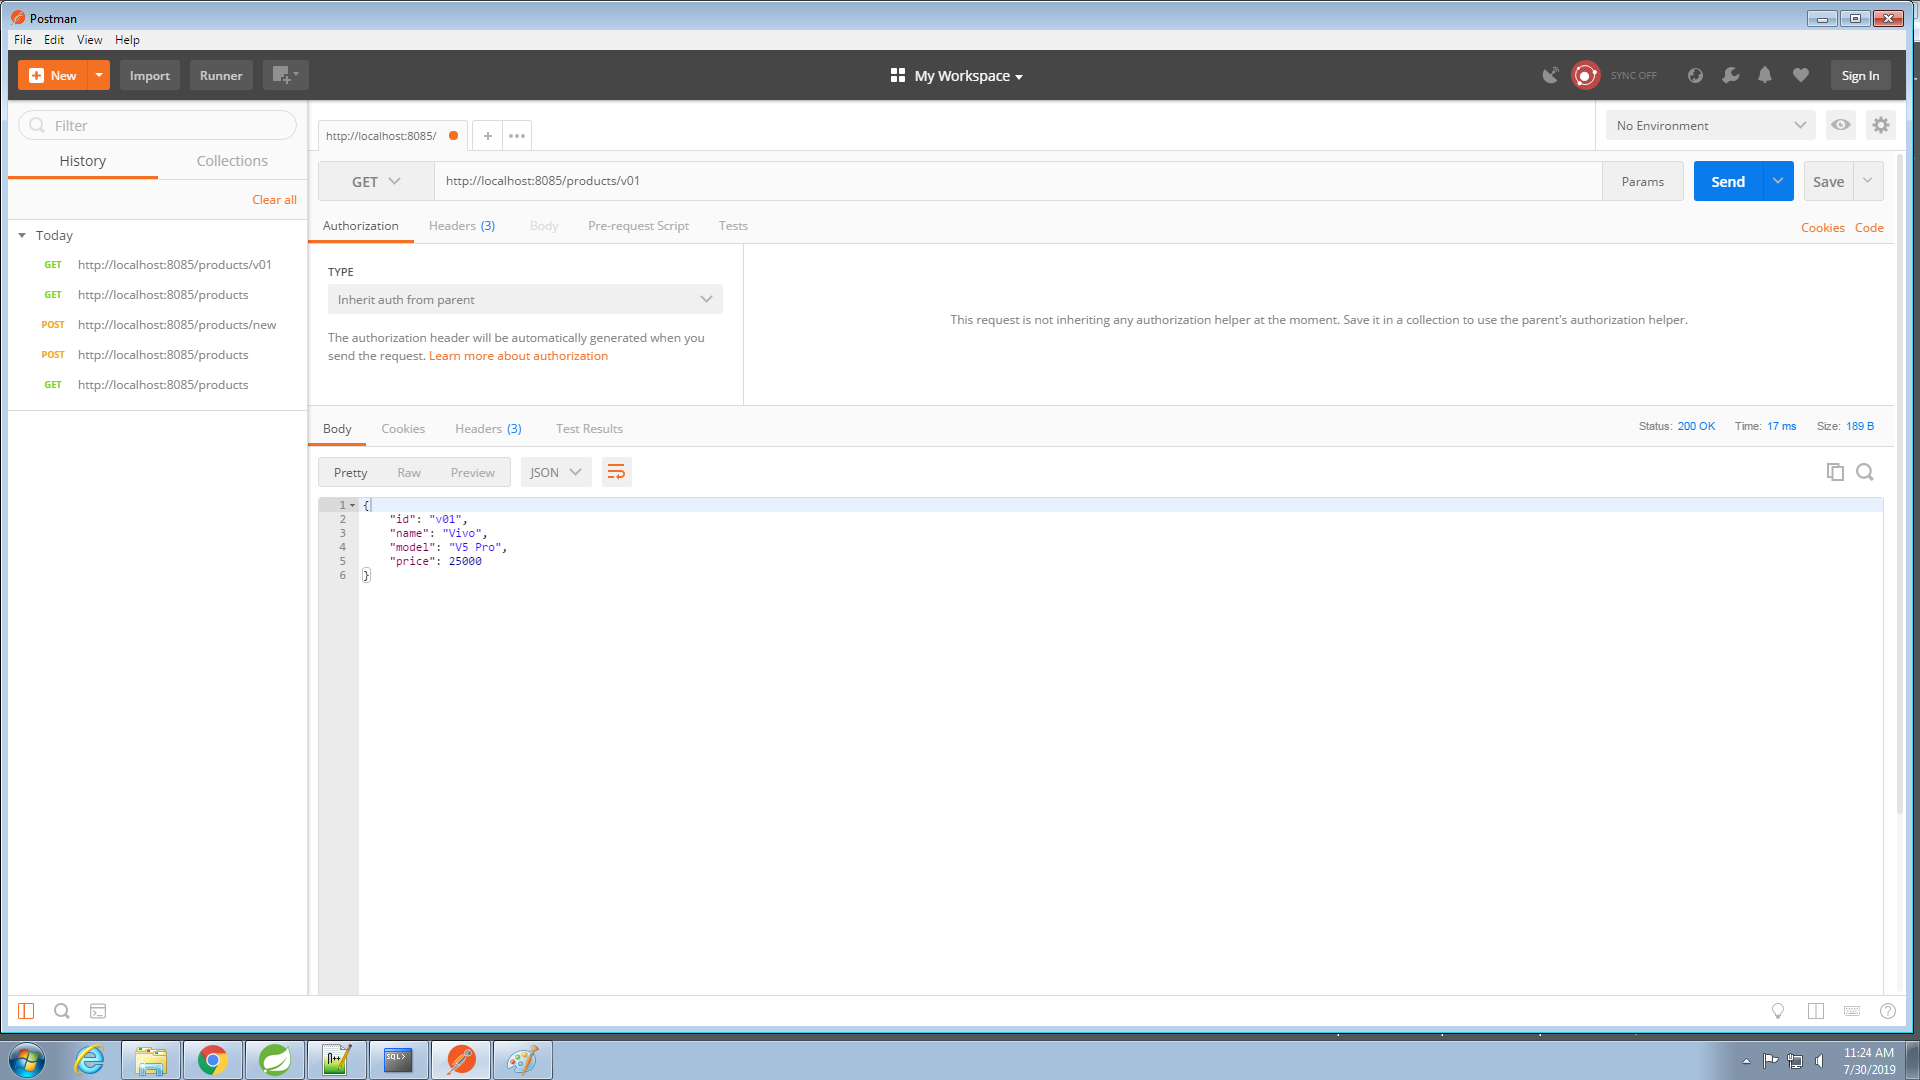 Postman
File Edit View Help
New Import Runner My Workspace SYNC OFF Sign In
Filter
History Collections
Clear all
Today
GET http://localhost:8085/products/v01
GET http://localhost:8085/products
POST http://localhost:8085/products/new
POST http://localhost:8085/products
GET http://localhost:8085/products
http://localhost:8085/ + No Environment
GET http://localhost:8085/products/v01 Params Send Save
Authorization Headers (3) Body Pre-request Script Tests Cookies Code
TYPE
Inherit auth from parent
The authorization header will be automatically generated when you
send the request. Learn more about authorization
This request is not inheriting any authorization helper at the moment. Save it in a collection to use the parent's authorization helper.
Body Cookies Headers (3) Test Results Status: 200 OK Time: 17 ms Size: 189 B
Pretty Raw Preview JSON
1 {
2 "id": "v01",
3 "name": "Vivo",
4 "model": "V5 Pro",
5 "price": 25000
6 }
SQL>
11:24 AM
7/30/2019